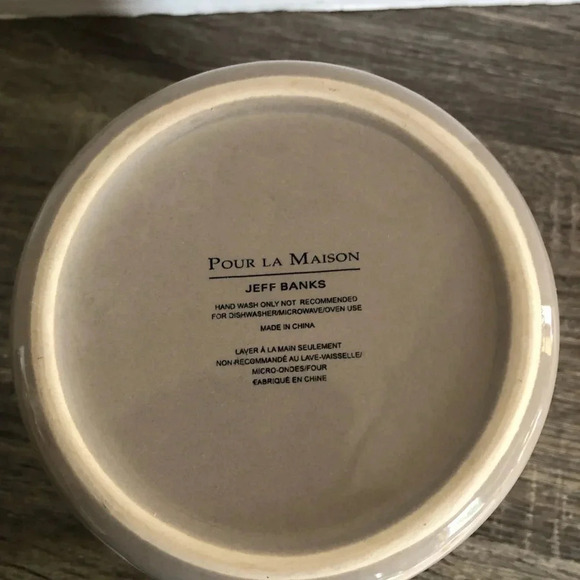 POUR LA MAISON
JEFF BANKS
HAND WASH ONLY NOT RECOMMENDED
FOR DISHWASHER/MICROWAVE/OVEN USE
MADE IN CHINA
LAVER À LA MAIN SEULEMENT
NON-RECOMMANDÉ AU LAVE-VAISSELLE/
MICRO-ONDES/FOUR
FABRIQUÉ EN CHINE